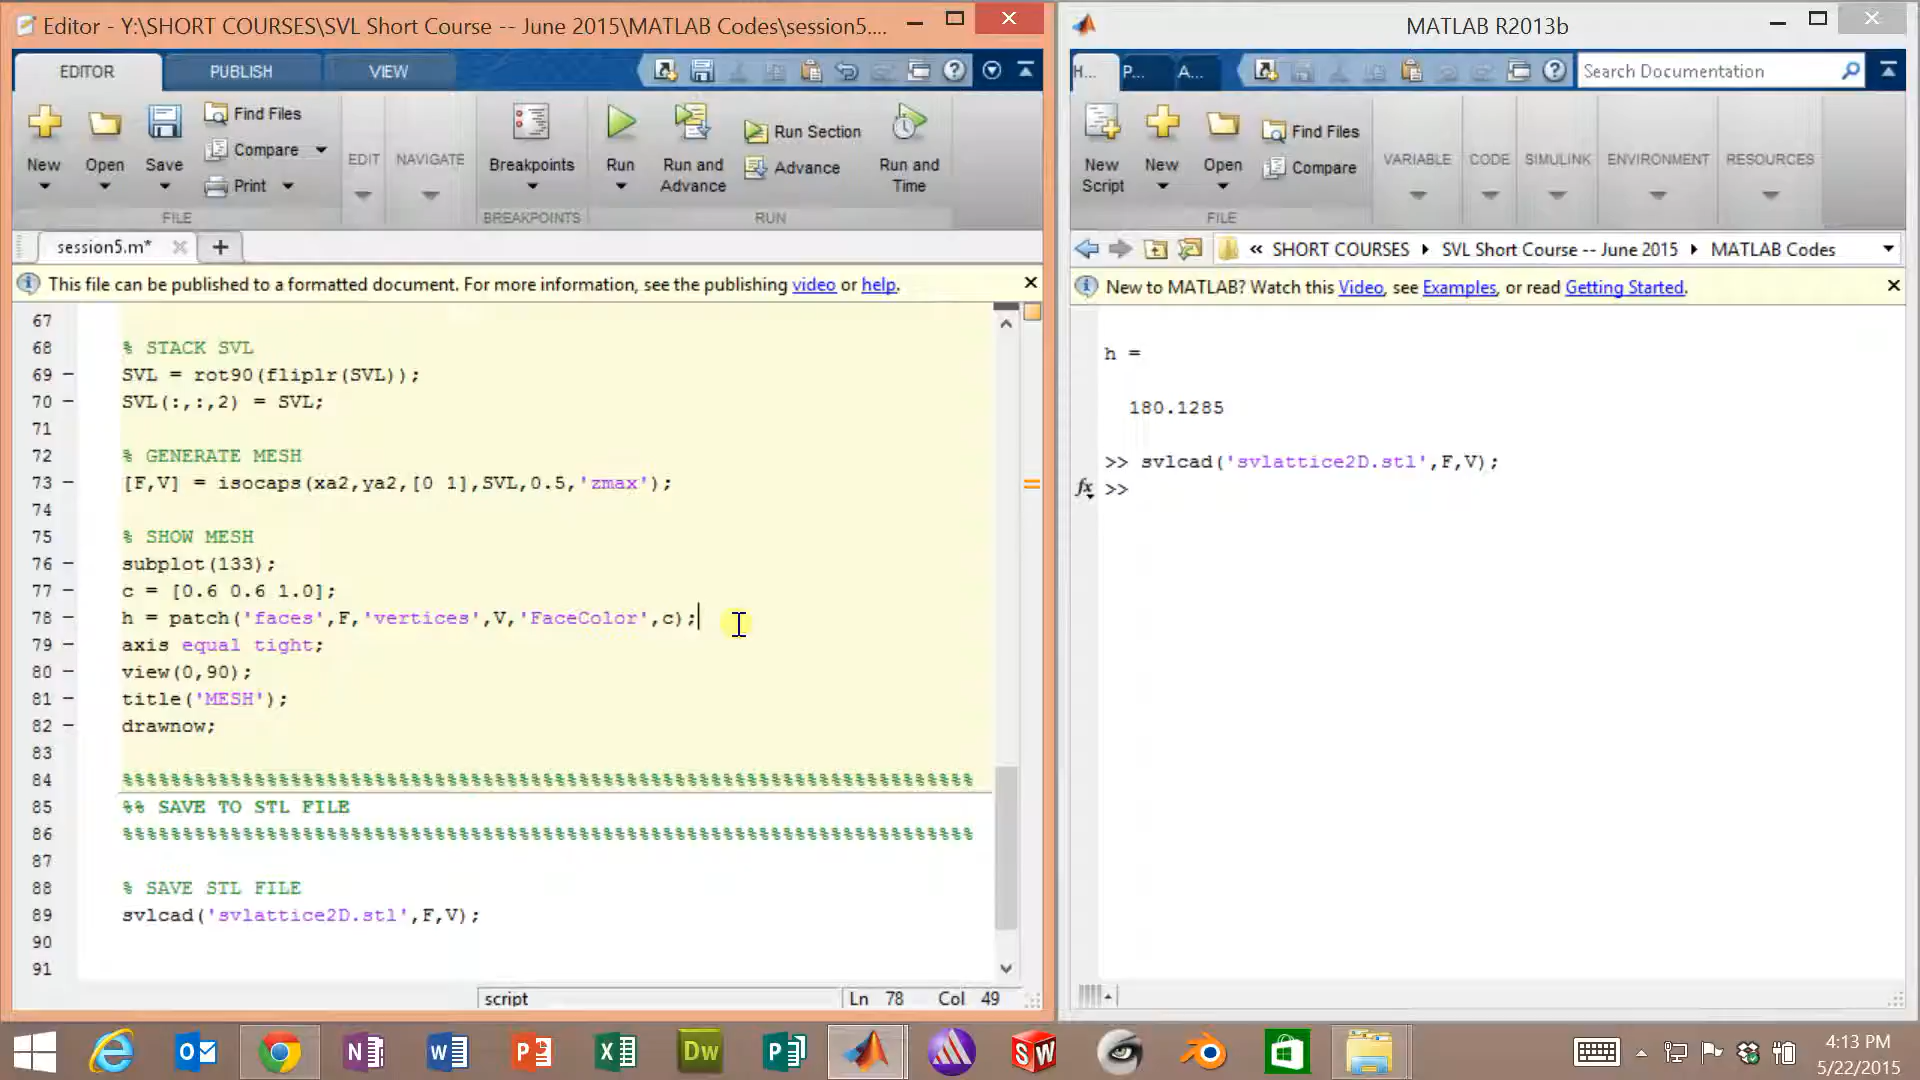 Editor - Y:\SHORT COURSES\SVL Short Course -- June 2015\MATLAB Codes\session5....
EDITOR
PUBLISH
VIEW
New
Open
Save
Find Files
Compare
Print
FILE
EDIT
NAVIGATE
Breakpoints
BREAKPOINTS
Run
Run and
Advance
Run Section
Advance
Run and
Time
RUN
session5.m*
This file can be published to a formatted document. For more information, see the publishing video or help.
67
68 % STACK SVL
69 - SVL = rot90(fliplr(SVL));
70 - SVL(:,:,2) = SVL;
71
72 % GENERATE MESH
73 - [F,V] = isocaps(xa2,ya2,[0 1],SVL,0.5,'zmax');
74
75 % SHOW MESH
76 - subplot(133);
77 - c = [0.6 0.6 1.0];
78 - h = patch('faces',F,'vertices',V,'FaceColor',c);
79 - axis equal tight;
80 - view(0,90);
81 - title('MESH');
82 - drawnow;
83
84 %%%%%%%%%%%%%%%%%%%%%%%%%%%%%%%%%%%%%%%%%%%%%%%%%%%%%%%%%%%%%%%%%%%%%%%%
85 %% SAVE TO STL FILE
86 %%%%%%%%%%%%%%%%%%%%%%%%%%%%%%%%%%%%%%%%%%%%%%%%%%%%%%%%%%%%%%%%%%%%%%%%
87
88 % SAVE STL FILE
89 - svlcad('svlattice2D.stl',F,V);
90
91
script
Ln 78 Col 49
MATLAB R2013b
H...
P...
A...
Search Documentation
New
Script
New
Open
Find Files
Compare
FILE
VARIABLE
CODE
SIMULINK
ENVIRONMENT
RESOURCES
« SHORT COURSES ▸ SVL Short Course -- June 2015 ▸ MATLAB Codes
New to MATLAB? Watch this Video, see Examples, or read Getting Started.
h =
180.1285
>> svlcad('svlattice2D.stl',F,V);
fx >>
4:13 PM
5/22/2015